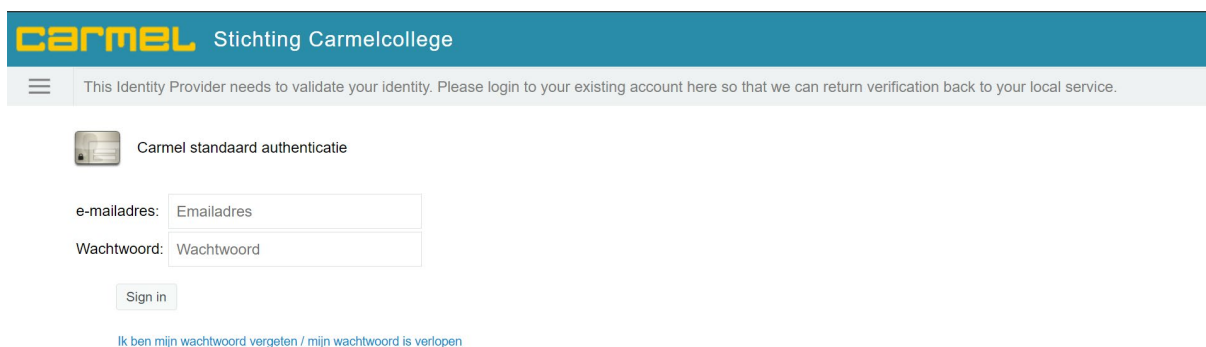 carmel Stichting Carmelcollege
This Identity Provider needs to validate your identity. Please login to your existing account here so that we can return verification back to your local service.
Carmel standaard authenticatie
e-mailadres: Emailadres
Wachtwoord: Wachtwoord
Sign in
Ik ben mijn wachtwoord vergeten / mijn wachtwoord is verlopen